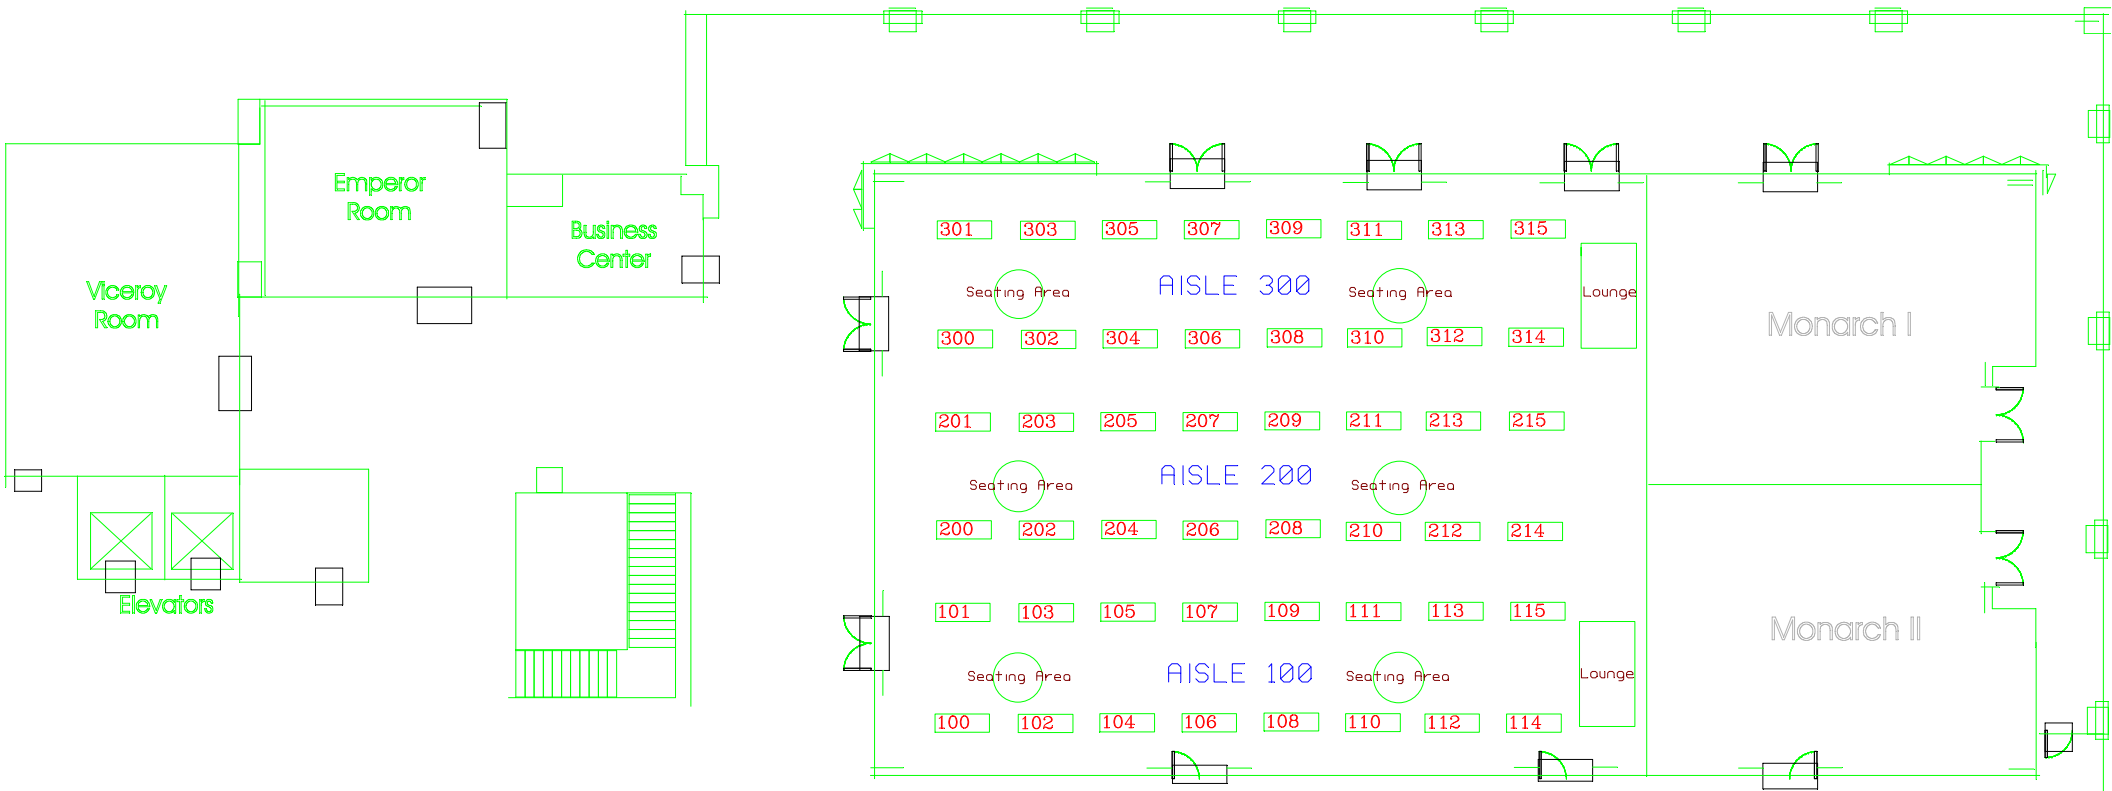 Emperor
Room
Business
Center
Viceroy
Room
Elevators
301 303 305 307 309 311 313 315
Seating Area AISLE 300 Seating Area Lounge
300 302 304 306 308 310 312 314
201 203 205 207 209 211 213 215
Seating Area AISLE 200 Seating Area
200 202 204 206 208 210 212 214
101 103 105 107 109 111 113 115
Seating Area AISLE 100 Seating Area Lounge
100 102 104 106 108 110 112 114
Monarch I
Monarch II